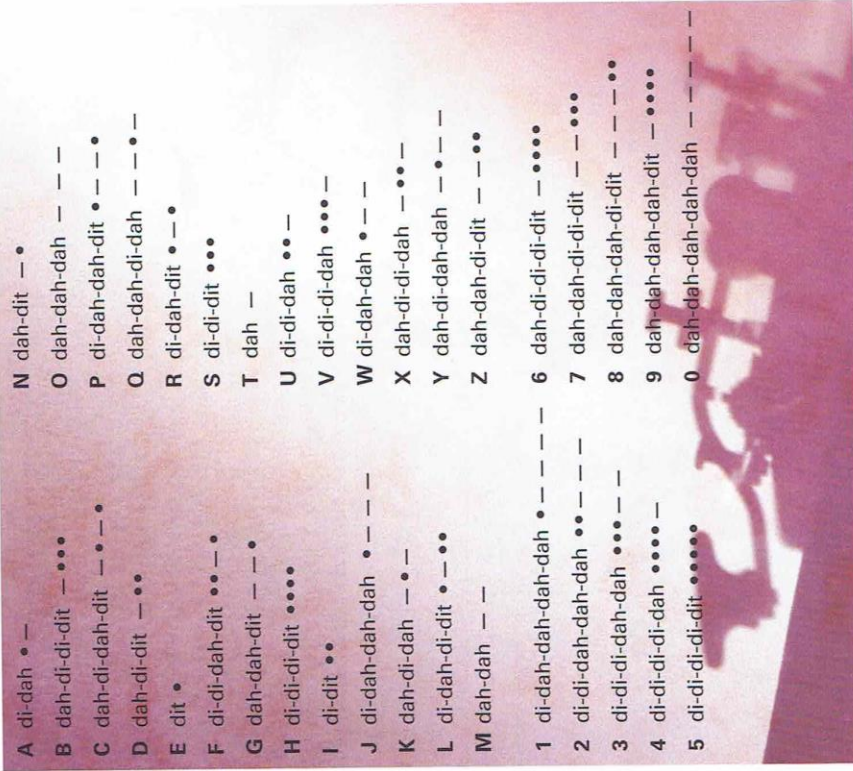 A di-dah • —
B dah-di-di-dit — •••
C dah-di-dah-dit — • — •
D dah-di-dit — ••
E dit •
F di-di-dah-dit •• — •
G dah-dah-dit — — •
H di-di-di-dit ••••
I di-dit ••
J di-dah-dah-dah • — — —
K dah-di-dah — • —
L di-dah-di-dit • — ••
M dah-dah — —
N dah-dit — •
O dah-dah-dah — — —
P di-dah-dah-dit • — — •
Q dah-dah-di-dah — — • —
R di-dah-dit • — •
S di-di-dit •••
T dah —
U di-di-dah •• —
V di-di-di-dah ••• —
W di-dah-dah • — —
X dah-di-di-dah — •• —
Y dah-di-dah-dah — • — —
Z dah-dah-di-dit — — ••
1 di-dah-dah-dah-dah • — — — —
2 di-di-dah-dah-dah •• — — —
3 di-di-di-dah-dah ••• — —
4 di-di-di-di-dah •••• —
5 di-di-di-di-dit •••••
6 dah-di-di-di-dit — ••••
7 dah-dah-di-di-dit — — •••
8 dah-dah-dah-di-dit — — — ••
9 dah-dah-dah-dah-dit — ••••
0 dah-dah-dah-dah-dah — — — — —